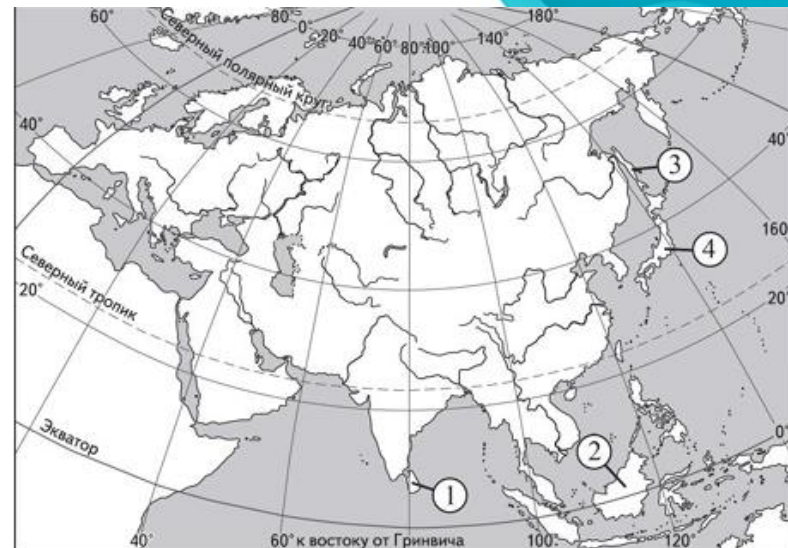 60° 80° 0° 20° 40° 60° 80° 100° 140° 180° 60°
Северный полярный круг
40° 40°
3
4
160°
Северный тропик
20° 20°
Экватор
2
0°
1
40° 60° к востоку от Гринвича 100° 120°